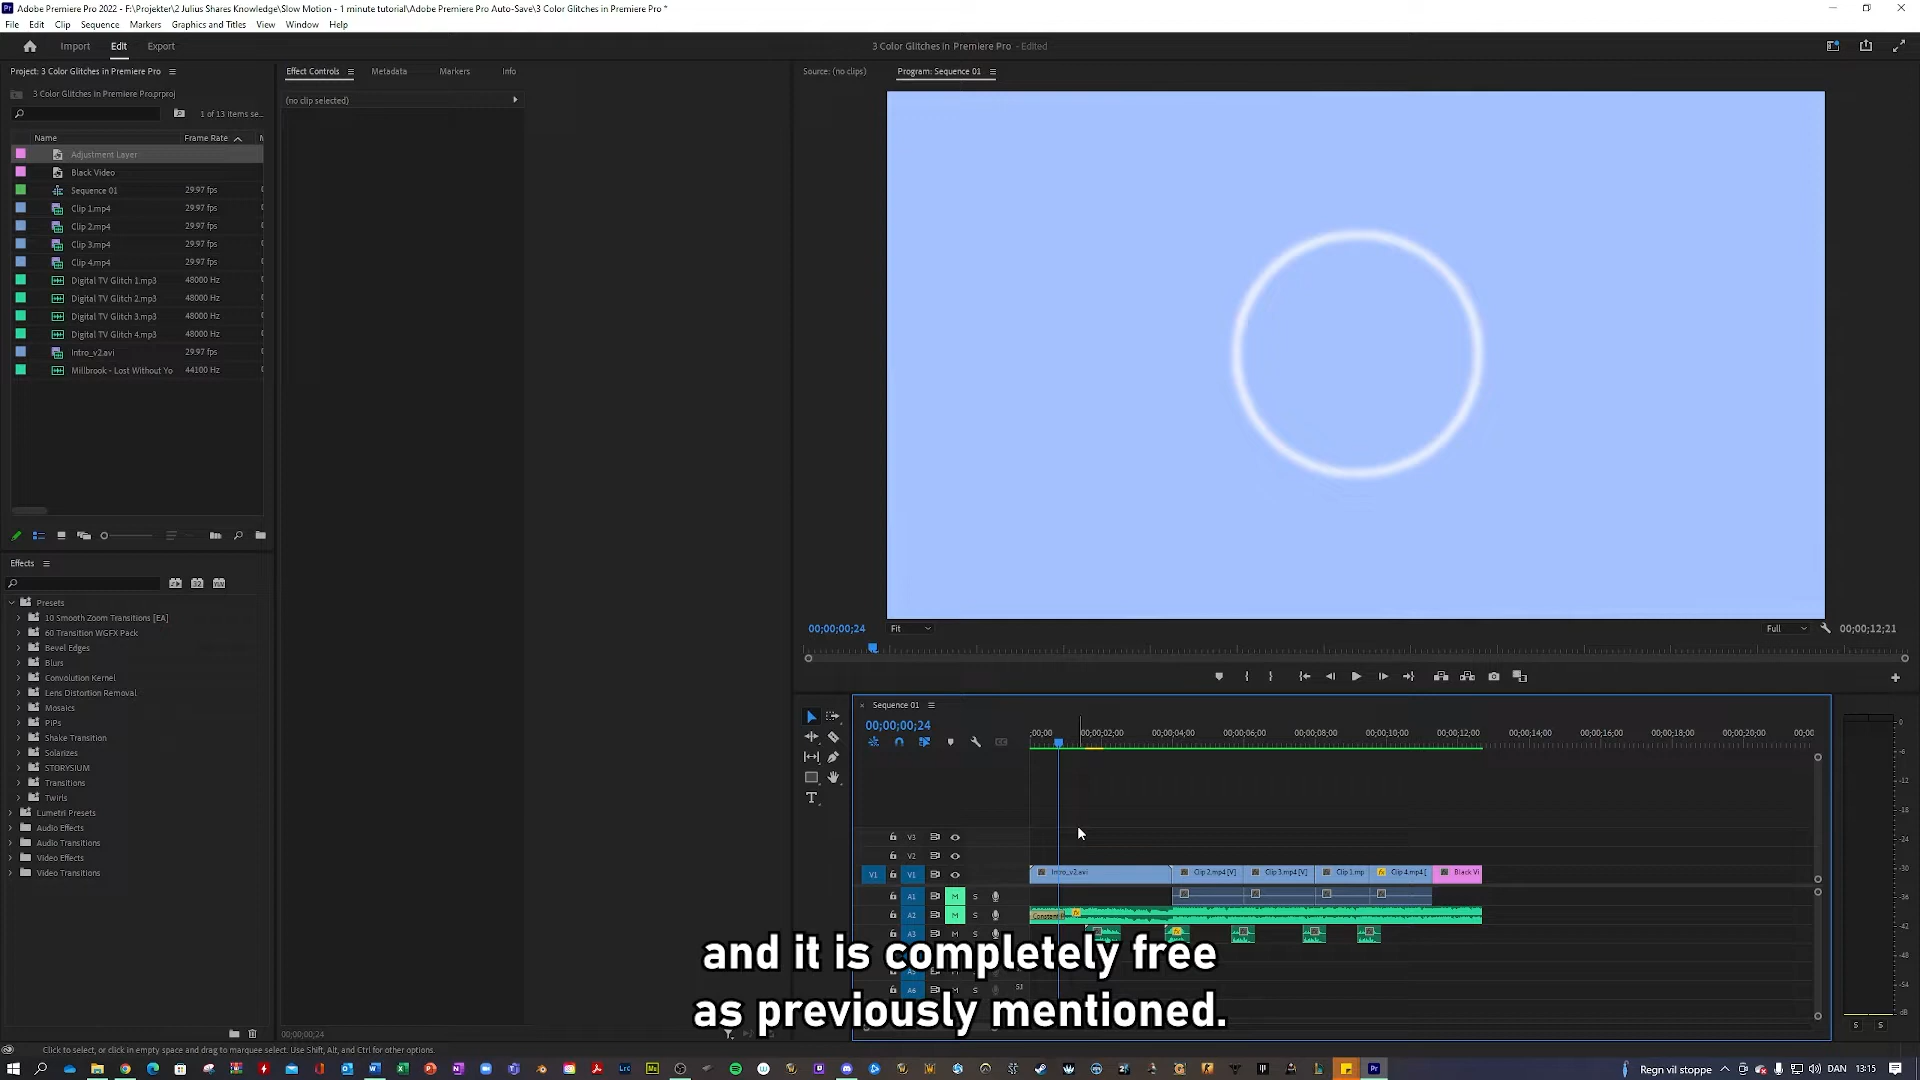 Adobe Premiere Pro 2022 - F:\Projekter\2 Julius Shares Knowledge\Slow Motion - 1 minute tutorial\Adobe Premiere Pro Auto-Save\3 Color Glitches in Premiere Pro *
File Edit Clip Sequence Markers Graphics and Titles View Window Help
Import Edit Export
3 Color Glitches in Premiere Pro - Edited
Project: 3 Color Glitches in Premiere Pro
Effect Controls Metadata Markers Info
Source: (no clips) Program: Sequence 01
3 Color Glitches in Premiere Pro.prproj
(no clip selected)
1 of 13 items se...
Name Frame Rate
Adjustment Layer
Black Video
Sequence 01 29.97 fps
Clip 1.mp4 29.97 fps
Clip 2.mp4 29.97 fps
Clip 3.mp4 29.97 fps
Clip 4.mp4 29.97 fps
Digital TV Glitch 1.mp3 48000 Hz
Digital TV Glitch 2.mp3 48000 Hz
Digital TV Glitch 3.mp3 48000 Hz
Digital TV Glitch 4.mp3 48000 Hz
Intro_v2.avi 29.97 fps
Millbrook - Lost Without Yo 44100 Hz
Effects
Presets
10 Smooth Zoom Transitions [EA]
60 Transition WGFX Pack
Bevel Edges
Blurs
Convolution Kernel
Lens Distortion Removal
Mosaics
PiPs
Shake Transition
Solarizes
STORYSIUM
Transitions
Twirls
Lumetri Presets
Audio Effects
Audio Transitions
Video Effects
Video Transitions
00;00;00;24 Fit Full 00;00;12;21
Sequence 01
00;00;00;24
;00;00 00;00;02;00 00;00;04;00 00;00;06;00 00;00;08;00 00;00;10;00 00;00;12;00 00;00;14;00 00;00;16;00 00;00;18;00 00;00;20;00 00;00
V3
V2
V1 V1 Intro_v2.avi Clip 2.mp4 [V] Clip 3.mp4 [V] Clip 1.mp Clip 4.mp4 [ Black Vi
A1 M S
A2 M S Constant P
A3 M S
A6 M S
0
-6
-12
-18
-24
-30
-36
-42
-48
-54
dB
S S
and it is completely free
as previously mentioned.
00;00;00;24
Click to select, or click in empty space and drag to marquee select. Use Shift, Alt, and Ctrl for other options.
Regn vil stoppe DAN 13:15